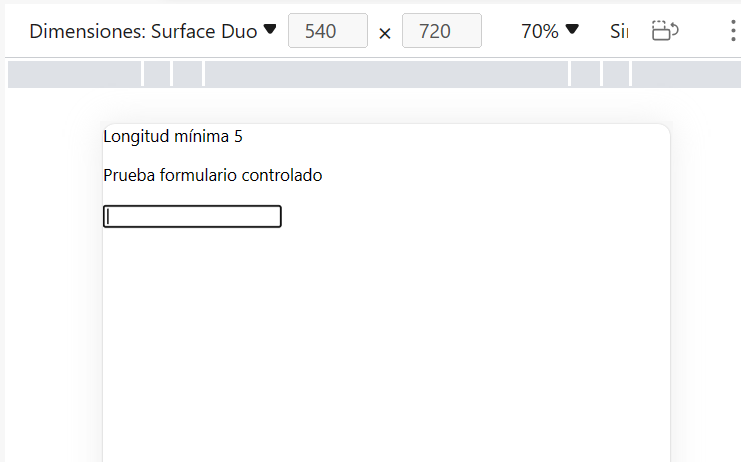 Dimensiones: Surface Duo 540 × 720 70%
Longitud mínima 5
Prueba formulario controlado